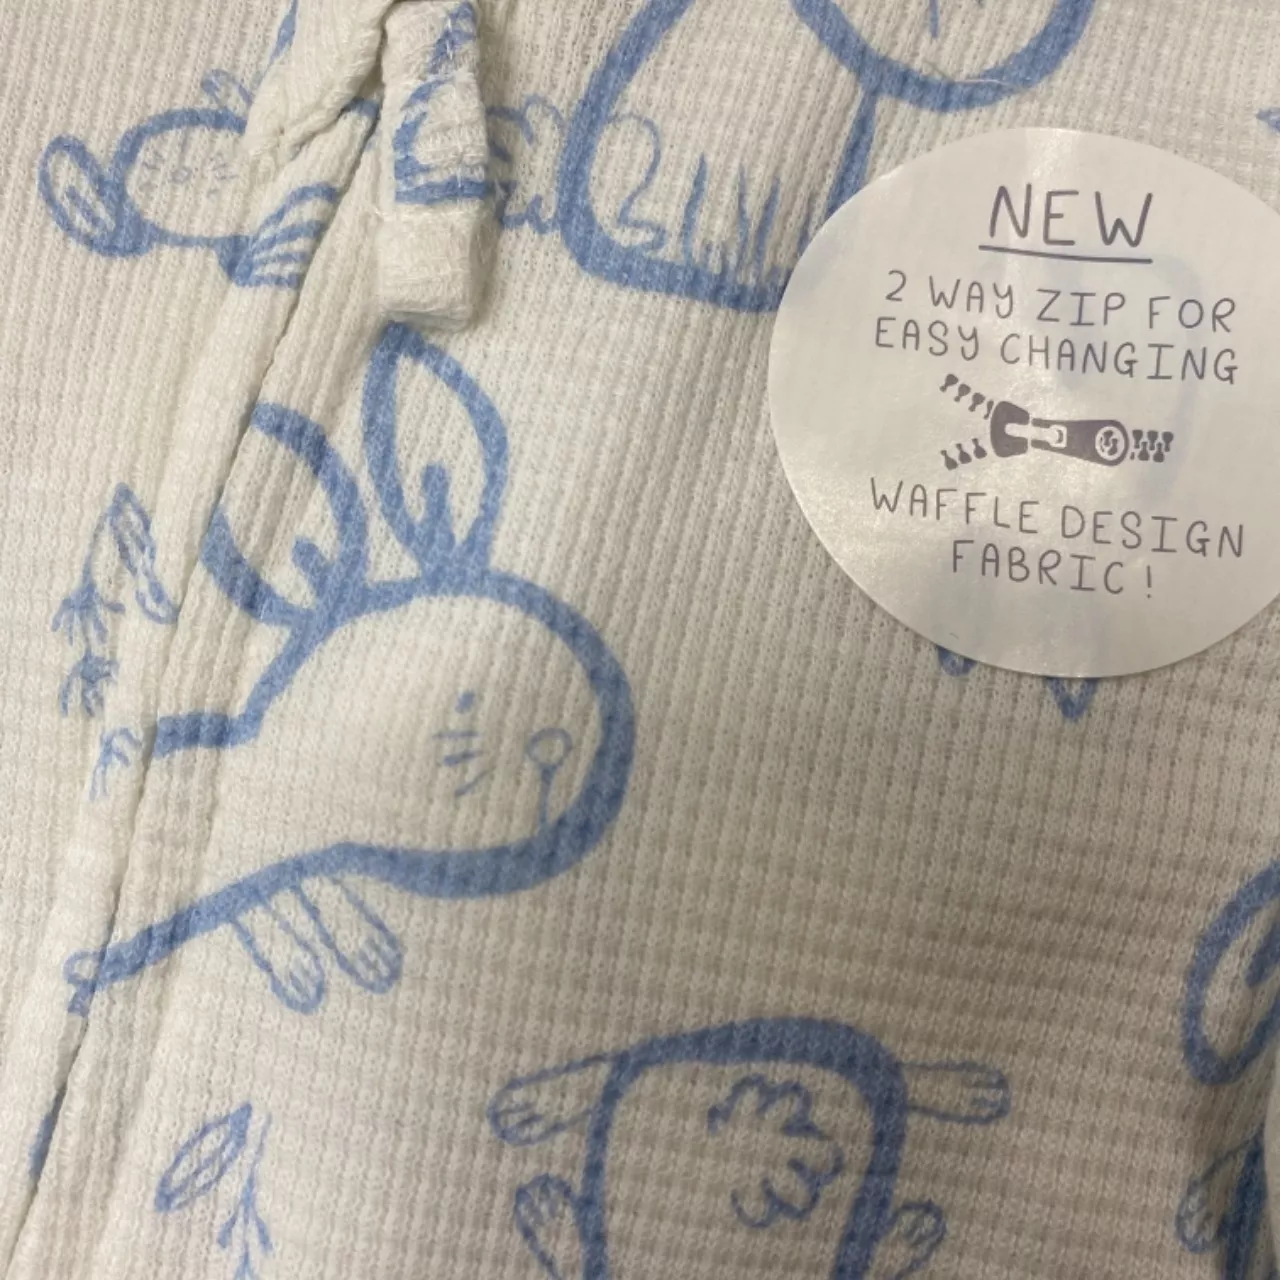 NEW
2 WAY ZIP FOR
EASY CHANGING
WAFFLE DESIGN
FABRIC!